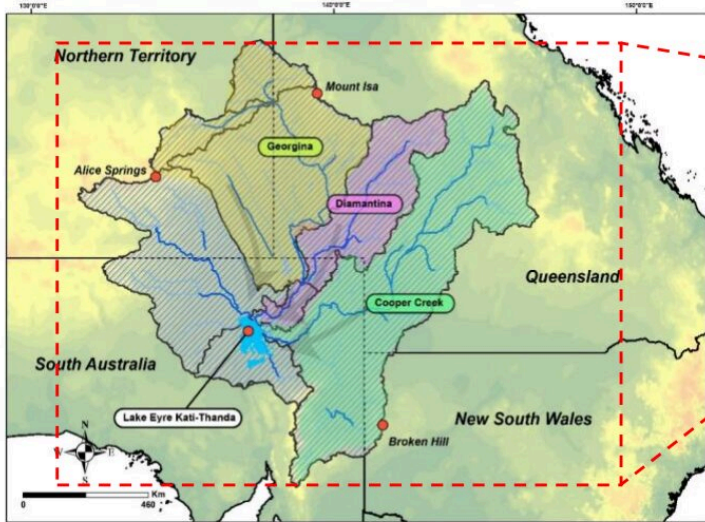 130°0'0"E
140°0'0"E
Northern Territory
Mount Isa
Georgina
Alice Springs
Diamantina
Queensland
Cooper Creek
South Australia
Lake Eyre Kati-Thanda
New South Wales
Broken Hill
N
W
E
S
Km
0
460